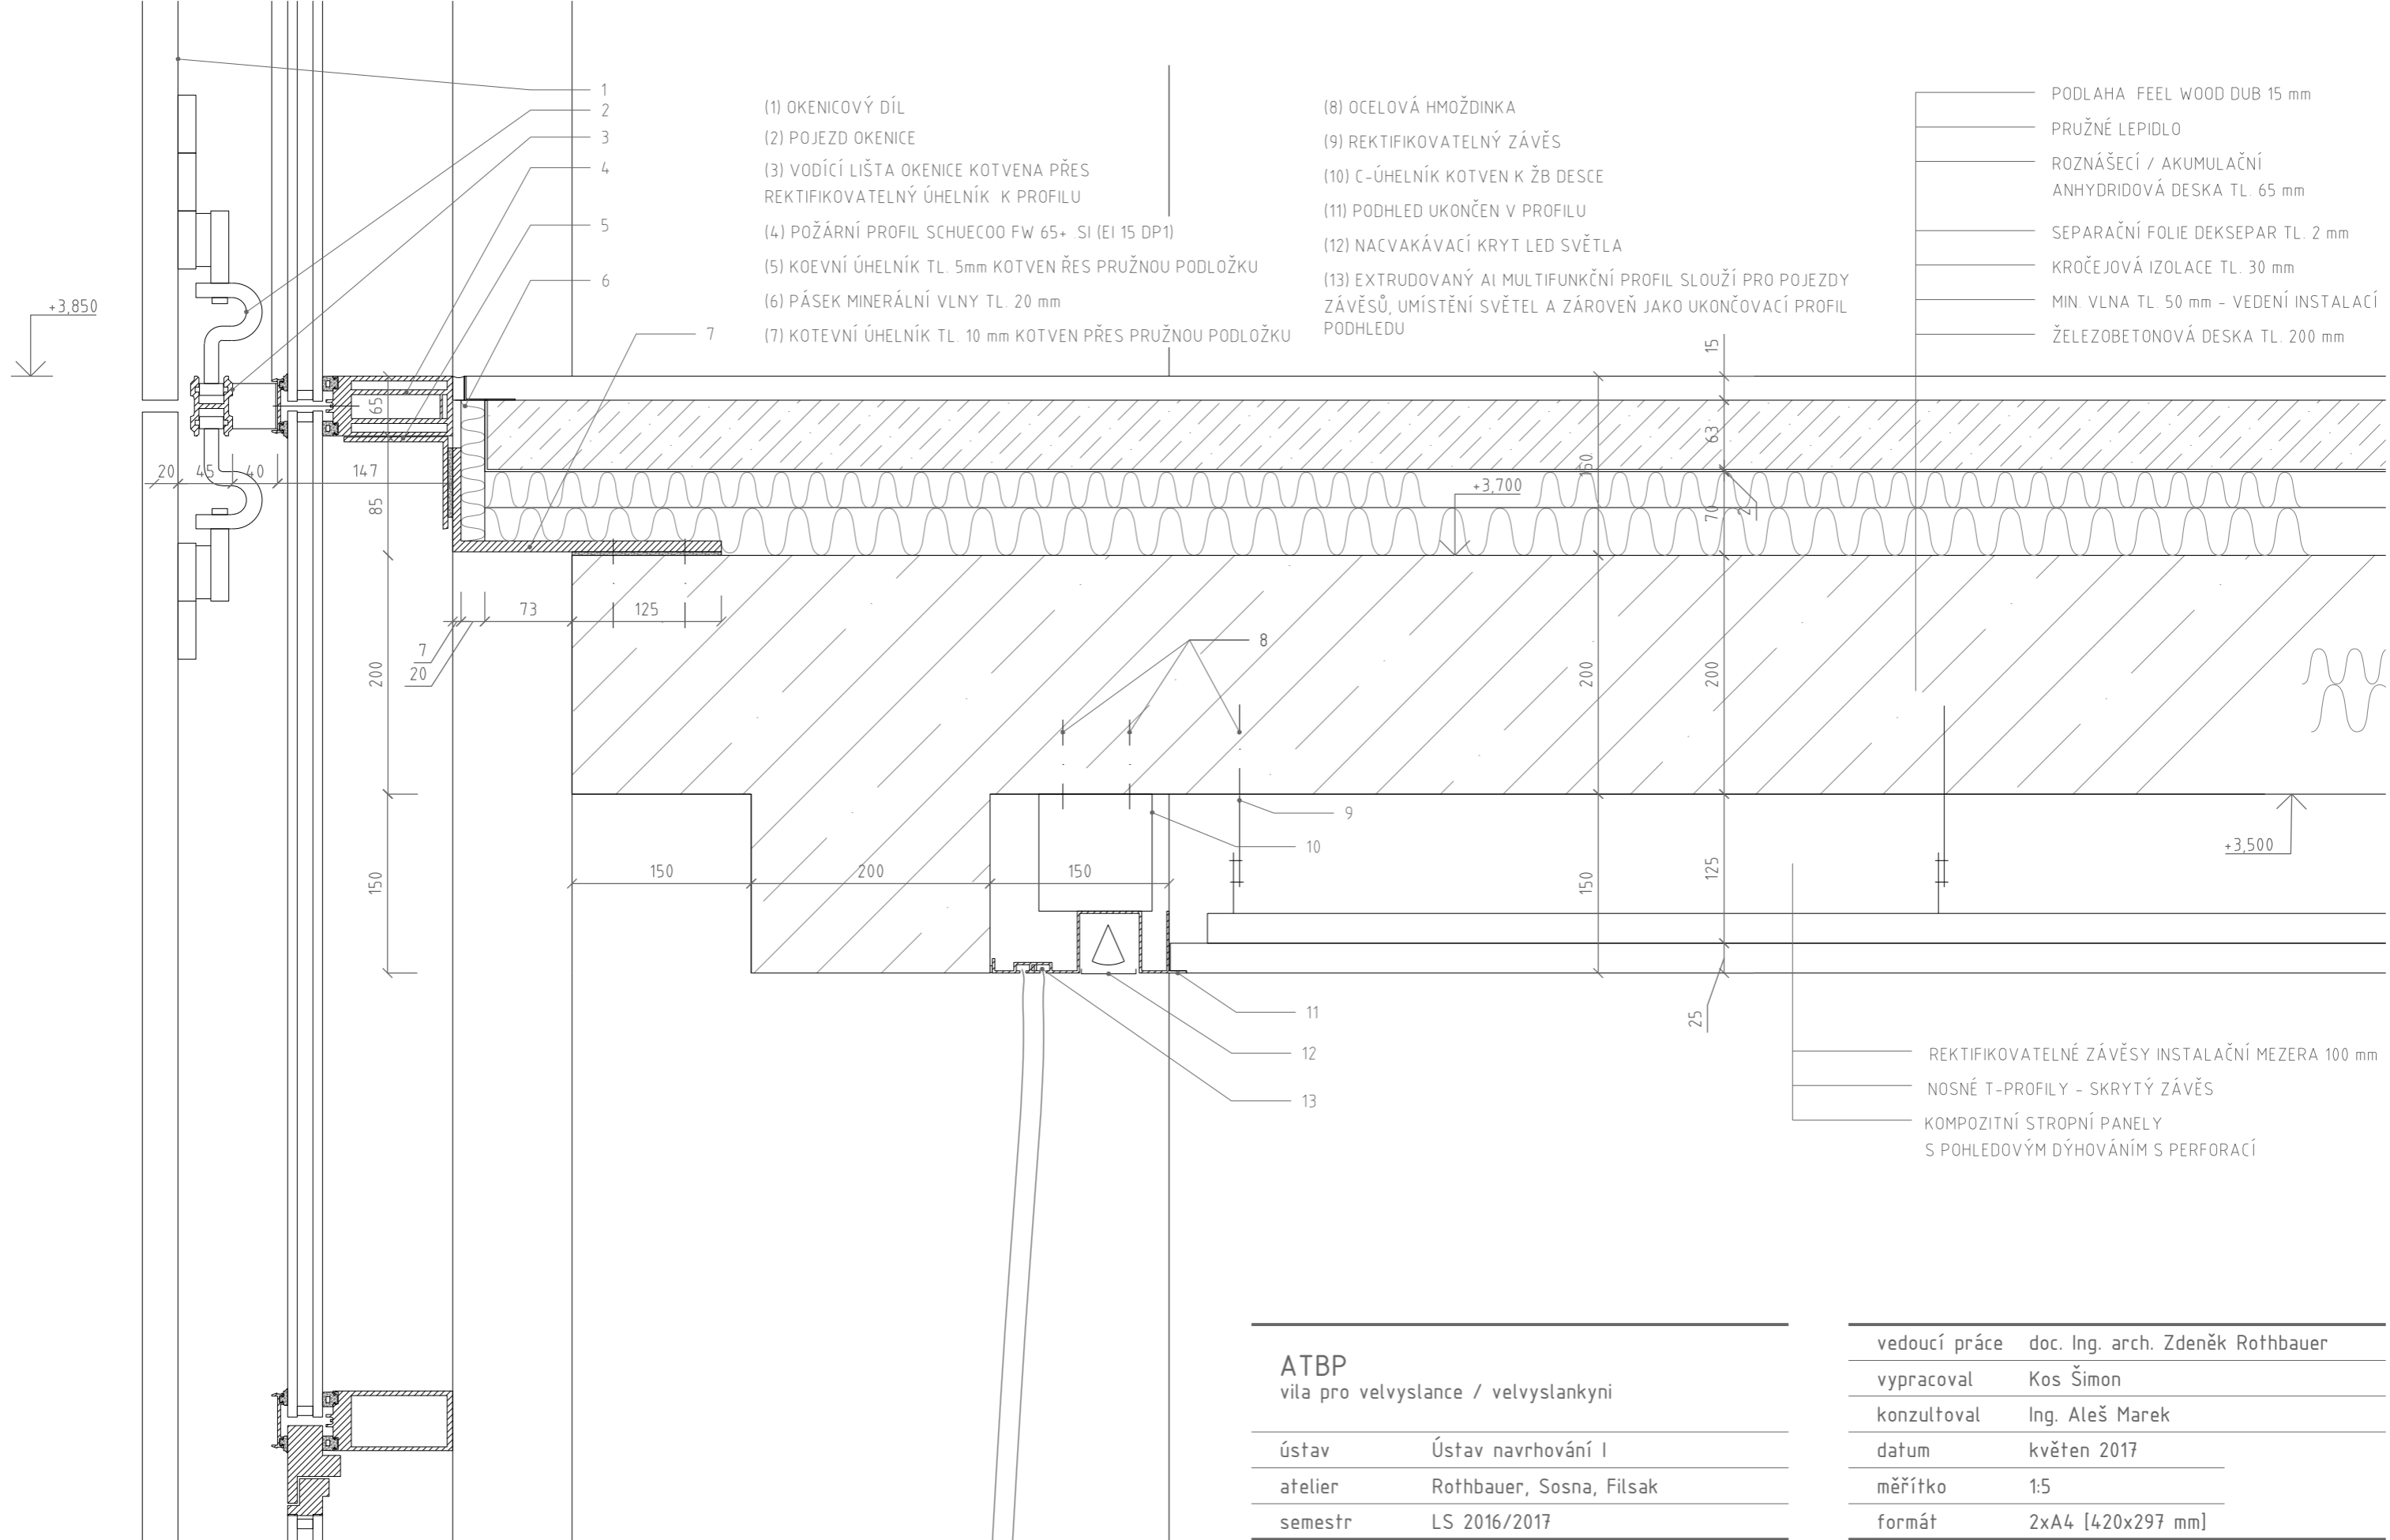 1
2
3
4
5
6
7
(1) OKENICOVÝ DÍL
(2) POJEZD OKENICE
(3) VODÍCÍ LIŠTA OKENICE KOTVENA PŘES
REKTIFIKOVATELNÝ ÚHELNÍK K PROFILU
(4) POŽÁRNÍ PROFIL SCHUECOO FW 65+ .SI (EI 15 DP1)
(5) KOEVNÍ ÚHELNÍK TL. 5mm KOTVEN ŘES PRUŽNOU PODLOŽKU
(6) PÁSEK MINERÁLNÍ VLNY TL. 20 mm
(7) KOTEVNÍ ÚHELNÍK TL. 10 mm KOTVEN PŘES PRUŽNOU PODLOŽKU
(8) OCELOVÁ HMOŽDINKA
(9) REKTIFIKOVATELNÝ ZÁVĚS
(10) C-ÚHELNÍK KOTVEN K ŽB DESCE
(11) PODHLED UKONČEN V PROFILU
(12) NACVAKÁVACÍ KRYT LED SVĚTLA
(13) EXTRUDOVANÝ Al MULTIFUNKČNÍ PROFIL SLOUŽÍ PRO POJEZDY
ZÁVĚSŮ, UMÍSTĚNÍ SVĚTEL A ZÁROVEŇ JAKO UKONČOVACÍ PROFIL
PODHLEDU
PODLAHA FEEL WOOD DUB 15 mm
PRUŽNÉ LEPIDLO
ROZNÁŠECÍ / AKUMULAČNÍ
ANHYDRIDOVÁ DESKA TL. 65 mm
SEPARAČNÍ FOLIE DEKSEPAR TL. 2 mm
KROČEJOVÁ IZOLACE TL. 30 mm
MIN. VLNA TL. 50 mm - VEDENÍ INSTALACÍ
ŽELEZOBETONOVÁ DESKA TL. 200 mm
+3,850
15
65
63
20 45 40 147
85
150
+3,700
70
2
73 125
7
20
200
200
200
8
9
10
+3,500
150
150 200 150
150
125
11
25
12
13
REKTIFIKOVATELNÉ ZÁVĚSY INSTALAČNÍ MEZERA 100 mm
NOSNÉ T-PROFILY - SKRYTÝ ZÁVĚS
KOMPOZITNÍ STROPNÍ PANELY
S POHLEDOVÝM DÝHOVÁNÍM S PERFORACÍ
ATBP
vila pro velvyslance / velvyslankyni
ústav Ústav navrhování I
atelier Rothbauer, Sosna, Filsak
semestr LS 2016/2017
vedoucí práce doc. Ing. arch. Zdeněk Rothbauer
vypracoval Kos Šimon
konzultoval Ing. Aleš Marek
datum květen 2017
měřítko 1:5
formát 2xA4 [420x297 mm]